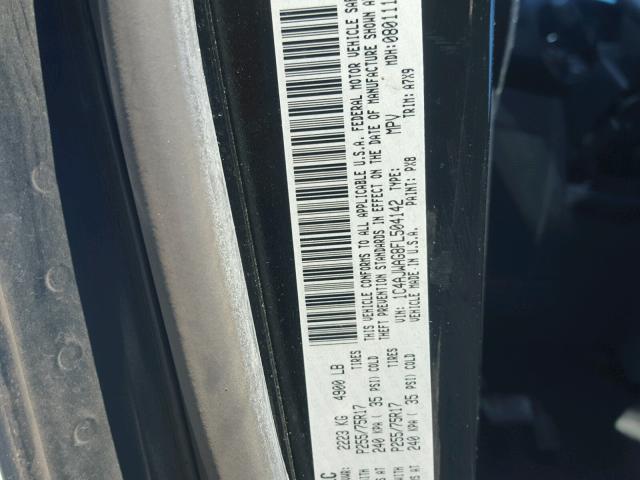 LC
2223 KG 4900 LB
P255/75R17 TIRES
240 KPA ( 35 PSI) COLD
P255/75R17 TIRES
240 KPA ( 35 PSI) COLD
THIS VEHICLE CONFORMS TO ALL APPLICABLE U.S.A. FEDERAL MOTOR VEHICLE
THEFT PREVENTION STANDARDS IN EFFECT ON THE DATE OF MANUFACTURE SHOWN
VIN: 1C4AJWAG8FL504142 TYPE: MPV MDH:080111
VEHICLE MADE IN U.S.A. PAINT: PX8 TRIM: A7X9